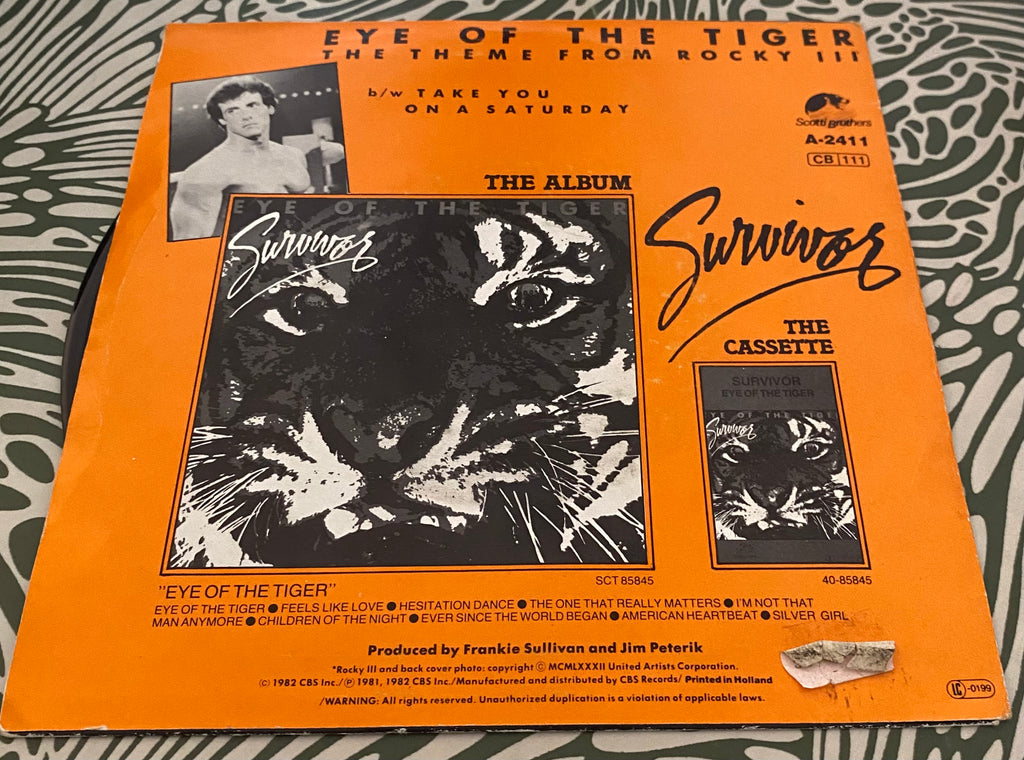 EYE OF THE TIGER
THE THEME FROM ROCKY III
b/w TAKE YOU
ON A SATURDAY
Scotti brothers
A-2411
CB 111
THE ALBUM
EYE OF THE TIGER
Survivor
Survivor
THE
CASSETTE
SURVIVOR
EYE OF THE TIGER
YE OF THE TIGE
Survivor
SCT 85845
40-85845
"EYE OF THE TIGER"
EYE OF THE TIGER ● FEELS LIKE LOVE ● HESITATION DANCE ● THE ONE THAT REALLY MATTERS ● I'M NOT THAT
MAN ANYMORE ● CHILDREN OF THE NIGHT ● EVER SINCE THE WORLD BEGAN ● AMERICAN HEARTBEAT ● SILVER GIRL
Produced by Frankie Sullivan and Jim Peterik
*Rocky III and back cover photo: copyright © MCMLXXXII United Artists Corporation.
(c) 1982 CBS Inc./℗ 1981, 1982 CBS Inc./Manufactured and distributed by CBS Records/ Printed in Holland
/WARNING: All rights reserved. Unauthorized duplication is a violation of applicable laws.
LC-0199